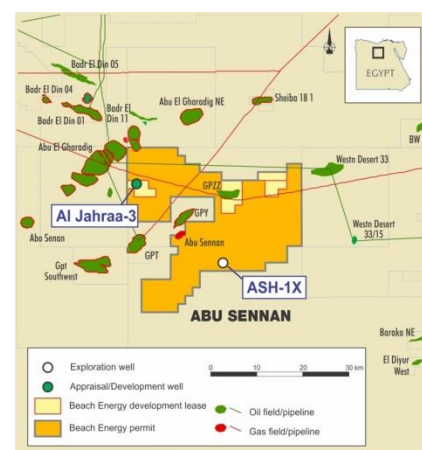 Badr El Din 05
EGYPT
Badr El Din 04
Badr El
Din 11
Abu El Gharadig NE
Sheiba 18 1
Badr El Din 01
BW
Abu El Gharadig
Westn Desert 33
GPZZ
Al Jahraa-3
GPY
Abo Senan
Abu Sennan
Westn Desert
33/15
GPT
Gpt
Southwest
ASH-1X
ABU SENNAN
Baraka NE
El Diyur
West
Exploration well
0 10 20 30 km
Appraisal/Development well
Beach Energy development lease
Oil field/pipeline
Beach Energy permit
Gas field/pipeline